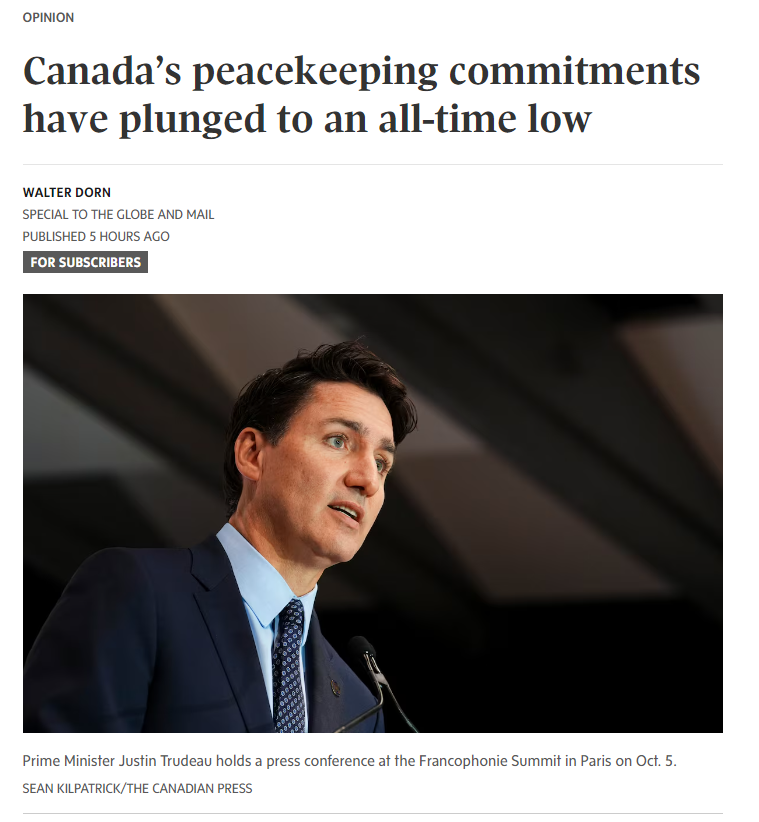 OPINION
Canada’s peacekeeping commitments
have plunged to an all-time low
WALTER DORN
SPECIAL TO THE GLOBE AND MAIL
PUBLISHED 5 HOURS AGO
FOR SUBSCRIBERS
Prime Minister Justin Trudeau holds a press conference at the Francophonie Summit in Paris on Oct. 5.
SEAN KILPATRICK/THE CANADIAN PRESS